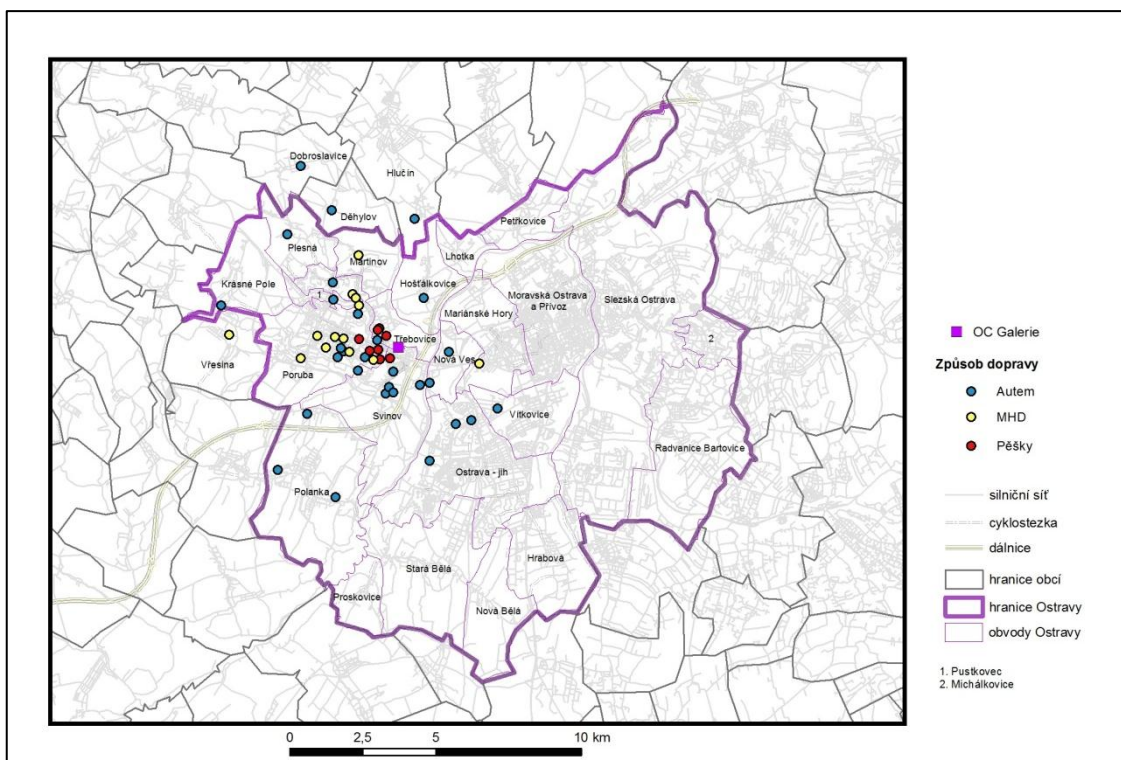 Dobroslavice
Hlučín
Děhylov
Petřkovice
Plesná
Martinov
Lhotka
Krásné Pole
Hošťálkovice
1
Moravská Ostrava
a Přívoz
Slezská Ostrava
Mariánské Hory
Třebovice
2
Nová Ves
Vřesina
Poruba
Svinov
Vítkovice
Radvanice Bartovice
Ostrava - jih
Polanka
Stará Bělá
Hrabová
Proskovice
Nová Bělá
OC Galerie
Způsob dopravy
Autem
MHD
Pěšky
silniční síť
cyklostezka
dálnice
hranice obcí
hranice Ostravy
obvody Ostravy
1. Pustkovec
2. Michálkovice
0 2,5 5 10 km